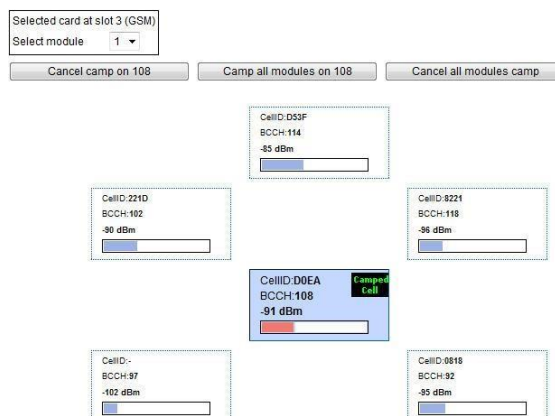 Selected card at slot 3 (GSM)
Select module 1
Cancel camp on 108 Camp all modules on 108 Cancel all modules camp
CellID:D53F
BCCH:114
-85 dBm
CellID:221D
BCCH:102
-90 dBm
CellID:8221
BCCH:118
-96 dBm
CellID:D0EA
BCCH:108
-91 dBm
Camped
Cell
CellID:-
BCCH:97
-102 dBm
CellID:0818
BCCH:92
-95 dBm